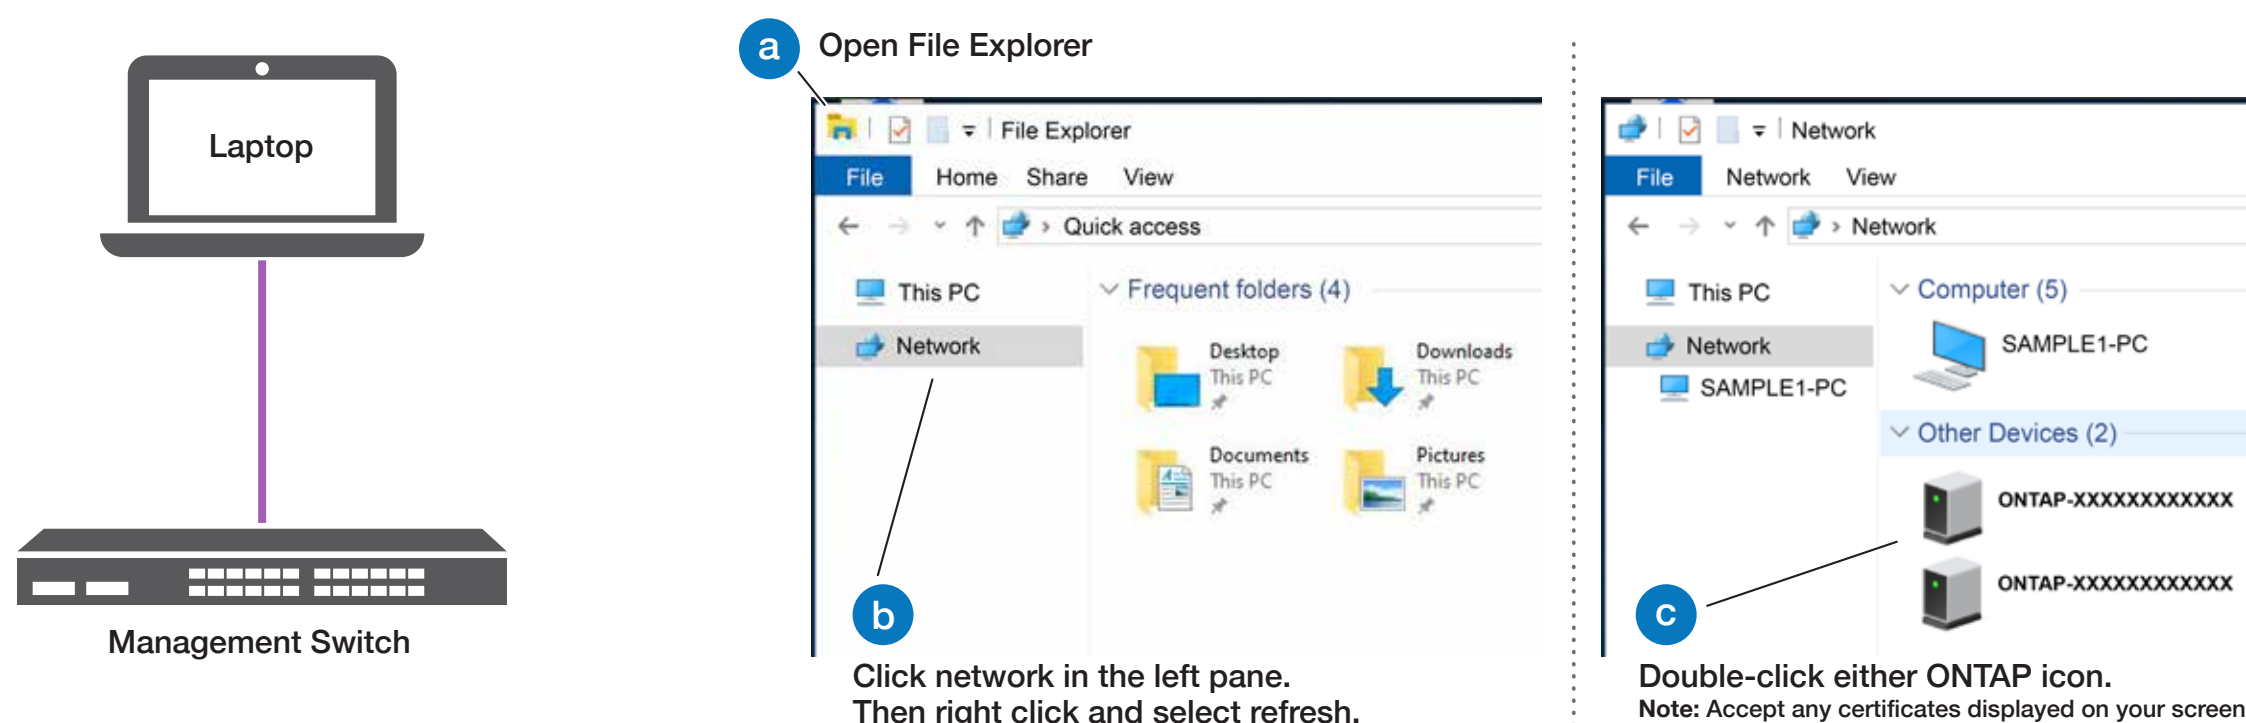 Laptop
Management Switch
a Open File Explorer
File Explorer
File Home Share View
Quick access
This PC
Network
Frequent folders (4)
Desktop
This PC
Downloads
This PC
Documents
This PC
Pictures
This PC
b
Click network in the left pane.
Then right click and select refresh.
Network
File Network View
Network
This PC
Network
SAMPLE1-PC
Computer (5)
SAMPLE1-PC
Other Devices (2)
ONTAP-XXXXXXXXXXXX
ONTAP-XXXXXXXXXXXX
c
Double-click either ONTAP icon.
Note: Accept any certificates displayed on your screen